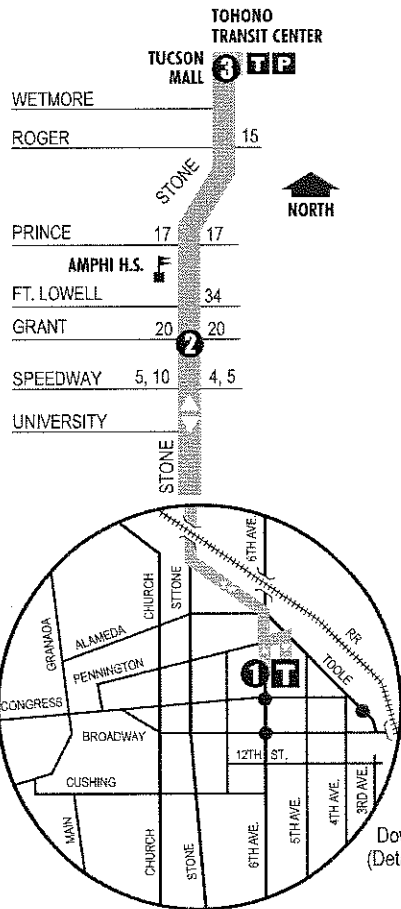 TOHONO
TRANSIT CENTER
TUCSON
MALL
3 T P
WETMORE
ROGER 15
STONE
NORTH
PRINCE 17 17
AMPHI H.S.
FT. LOWELL 34
GRANT 20 20
2
SPEEDWAY 5, 10 4, 5
UNIVERSITY
STONE
6TH AVE.
CHURCH
STTONE
GRANADA
ALAMEDA
RR
TOOLE
PENNINGTON
1 T
CONGRESS
BROADWAY
12TH ST.
CUSHING
MAIN
CHURCH
STONE
6TH AVE.
5TH AVE.
4TH AVE.
3RD AVE.
Dov
(Det